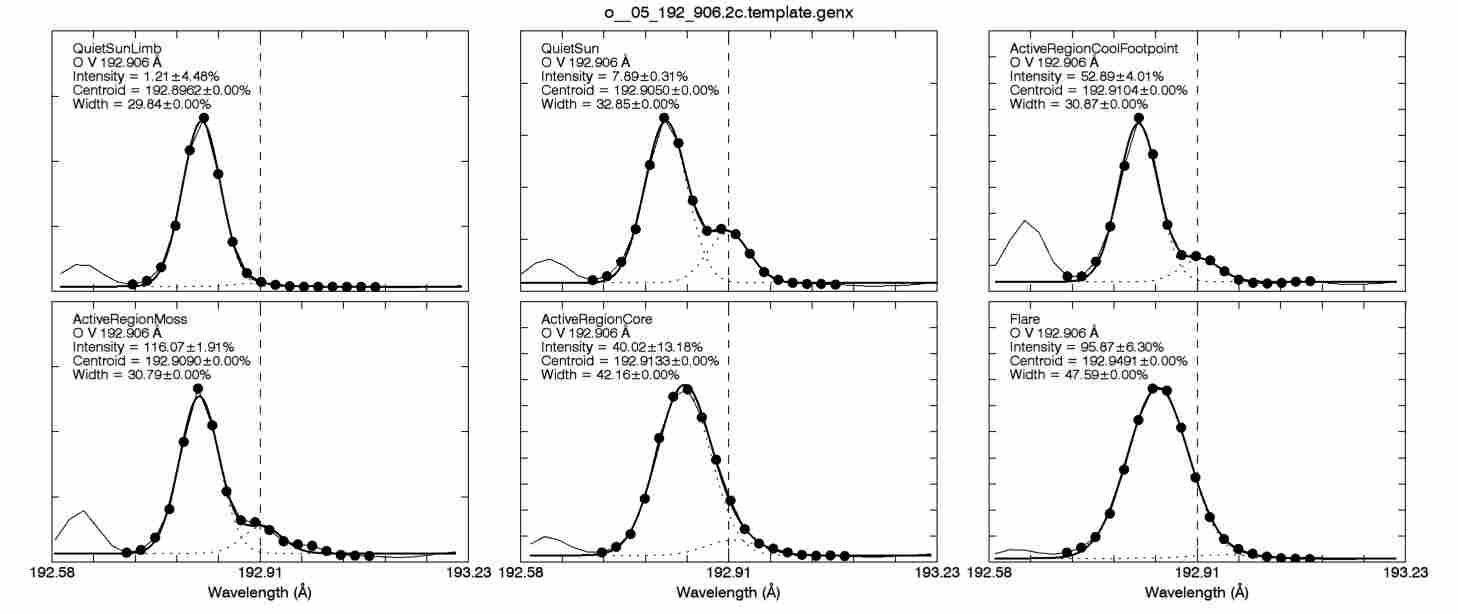 o__05_192_906.2c.template.genx
QuietSunLimb
O V 192.906 Å
Intensity = 1.21±4.48%
Centroid = 192.8962±0.00%
Width = 29.84±0.00%
QuietSun
O V 192.906 Å
Intensity = 7.89±0.31%
Centroid = 192.9050±0.00%
Width = 32.85±0.00%
ActiveRegionCoolFootpoint
O V 192.906 Å
Intensity = 52.89±4.01%
Centroid = 192.9104±0.00%
Width = 30.87±0.00%
ActiveRegionMoss
O V 192.906 Å
Intensity = 116.07±1.91%
Centroid = 192.9090±0.00%
Width = 30.79±0.00%
ActiveRegionCore
O V 192.906 Å
Intensity = 40.02±13.18%
Centroid = 192.9133±0.00%
Width = 42.16±0.00%
Flare
O V 192.906 Å
Intensity = 95.87±6.30%
Centroid = 192.9491±0.00%
Width = 47.59±0.00%
192.58 192.91 193.23 192.58 192.91 193.23 192.58 192.91 193.23
Wavelength (Å) Wavelength (Å) Wavelength (Å)